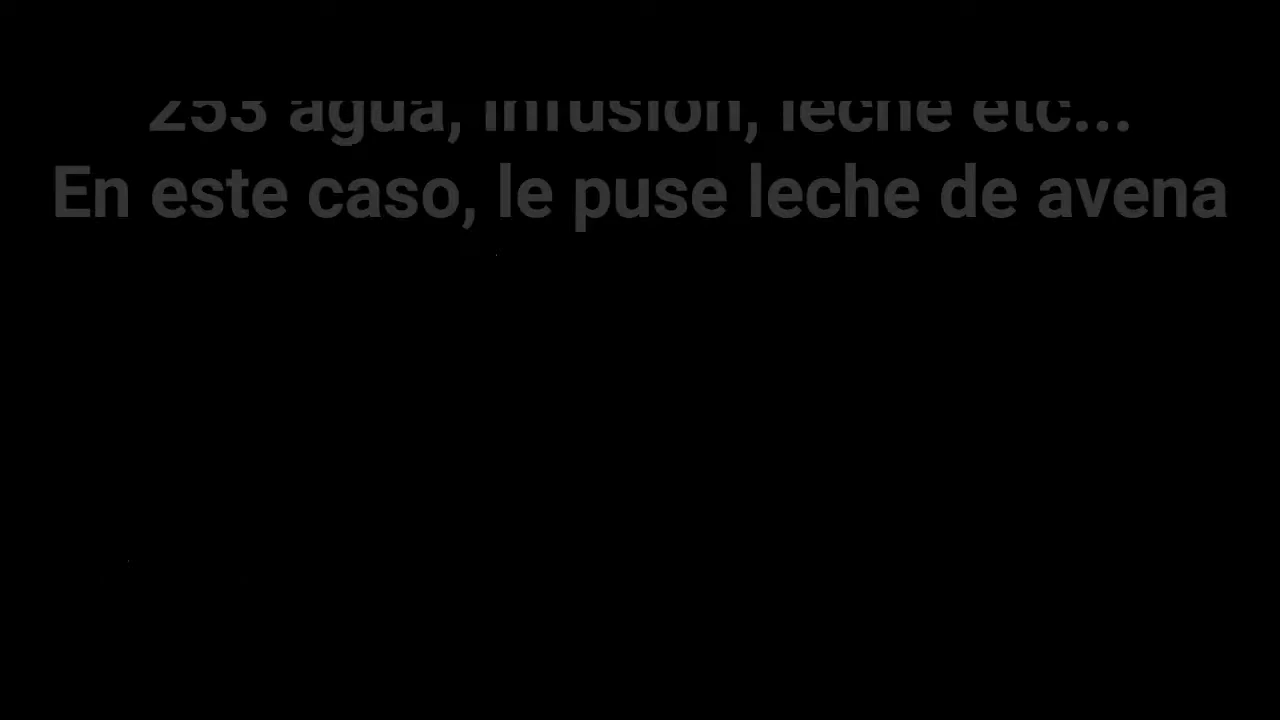 253 agua, infusión, leche etc...
En este caso, le puse leche de avena